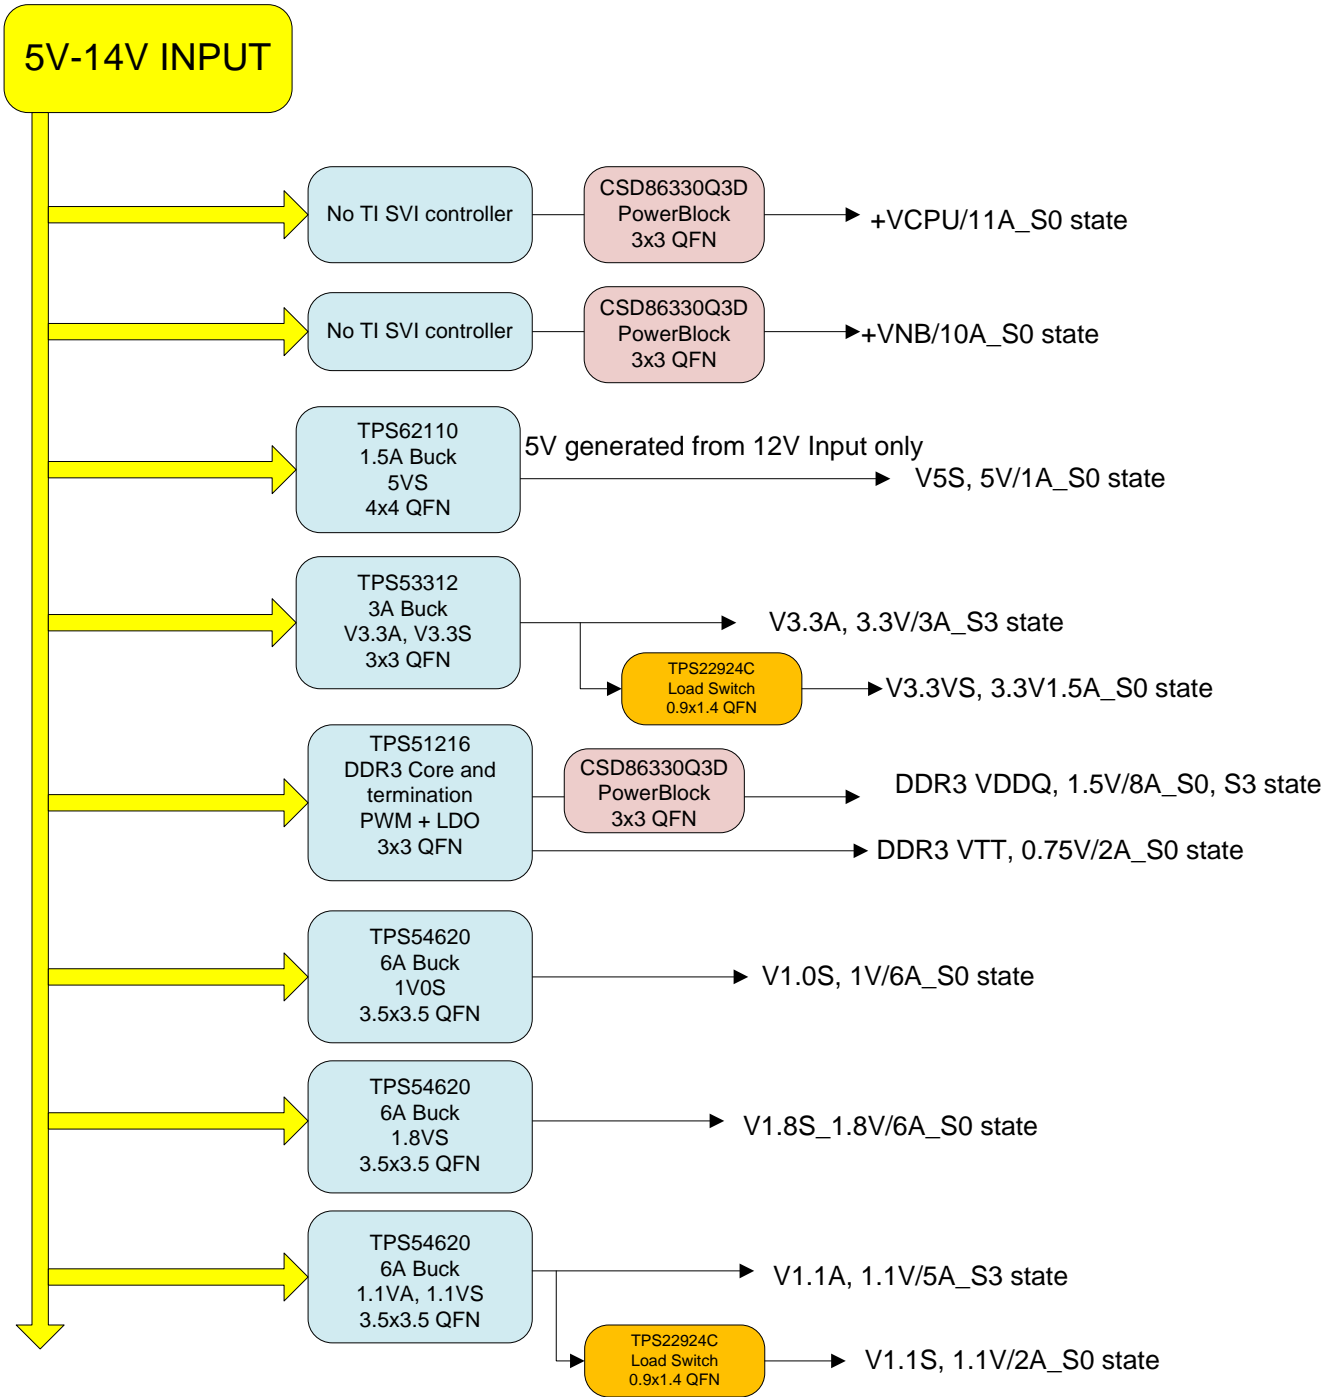 5V-14V INPUT
No TI SVI controller
CSD86330Q3D
PowerBlock
3x3 QFN
+VCPU/11A_S0 state
No TI SVI controller
CSD86330Q3D
PowerBlock
3x3 QFN
+VNB/10A_S0 state
TPS62110
1.5A Buck
5VS
4x4 QFN
5V generated from 12V Input only
V5S, 5V/1A_S0 state
TPS53312
3A Buck
V3.3A, V3.3S
3x3 QFN
V3.3A, 3.3V/3A_S3 state
TPS22924C
Load Switch
0.9x1.4 QFN
V3.3VS, 3.3V1.5A_S0 state
TPS51216
DDR3 Core and
termination
PWM + LDO
3x3 QFN
CSD86330Q3D
PowerBlock
3x3 QFN
DDR3 VDDQ, 1.5V/8A_S0, S3 state
DDR3 VTT, 0.75V/2A_S0 state
TPS54620
6A Buck
1V0S
3.5x3.5 QFN
V1.0S, 1V/6A_S0 state
TPS54620
6A Buck
1.8VS
3.5x3.5 QFN
V1.8S_1.8V/6A_S0 state
TPS54620
6A Buck
1.1VA, 1.1VS
3.5x3.5 QFN
V1.1A, 1.1V/5A_S3 state
TPS22924C
Load Switch
0.9x1.4 QFN
V1.1S, 1.1V/2A_S0 state